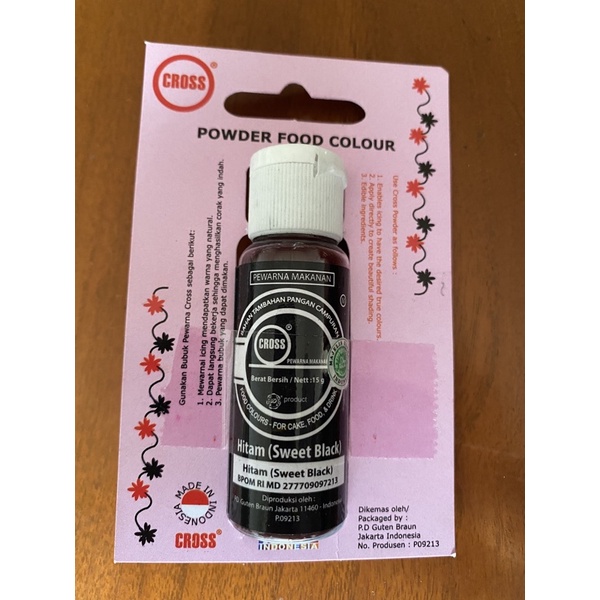 CROSS
®
POWDER FOOD COLOUR
Gunakan Bubuk Pewarna Cross sebagai berikut:
1. Mewarnai icing mendapatkan warna yang natural.
2. Dapat langsung bekerja sehingga menghasilkan corak yang indah.
3. Pewarna bubuk yang dapat dimakan.
Use Cross Powder as follows :
1. Enables icing to have the desired true colours.
2. Apply directly to create beautiful shading.
3. Edible ingredients.
PEWARNA MAKANAN
BAHAN TAMBAHAN PANGAN CAMPURAN
CROSS ®
PEWARNA MAKANAN
Berat Bersih / Nett :15 g
product
FOOD COLOURS - FOR CAKE, FOOD, & DRINK
Hitam (Sweet Black)
Hitam (Sweet Black)
BPOM RI MD 277709097213
Diproduksi oleh :
PD Guten Braun
Jakarta 11460 - Indonesia
P.09213
MADE IN
INDONESIA
CROSS®
INDONESIA
Dikemas oleh/
Packaged by :
P.D Guten Braun
Jakarta Indonesia
No. Produsen : P09213